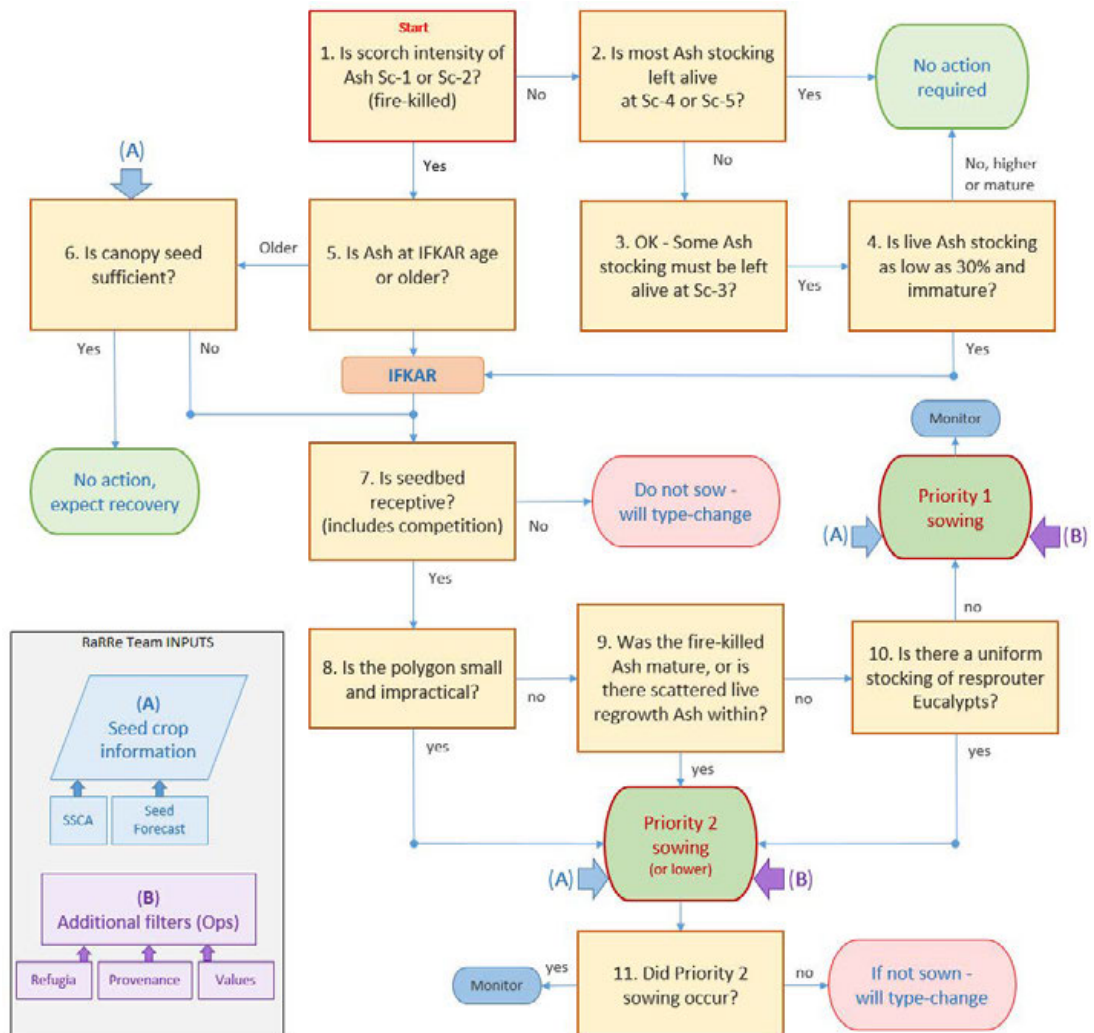 Start
1. Is scorch intensity of
Ash Sc-1 or Sc-2?
(fire-killed)
No
Yes
2. Is most Ash stocking
left alive
at Sc-4 or Sc-5?
Yes
No
No action
required
No, higher
or mature
(A)
6. Is canopy seed
sufficient?
Older
5. Is Ash at IFKAR age
or older?
3. OK - Some Ash
stocking must be left
alive at Sc-3?
Yes
4. Is live Ash stocking
as low as 30% and
immature?
Yes
No
Yes
IFKAR
No action,
expect recovery
7. Is seedbed
receptive?
(includes competition)
No
Yes
Do not sow -
will type-change
Monitor
Priority 1
sowing
(A)
(B)
no
8. Is the polygon small
and impractical?
no
yes
9. Was the fire-killed
Ash mature, or is
there scattered live
regrowth Ash within?
no
yes
10. Is there a uniform
stocking of resprouter
Eucalypts?
yes
Priority 2
sowing
(or lower)
(A)
(B)
11. Did Priority 2
sowing occur?
yes
Monitor
no
If not sown -
will type-change
RaRRe Team INPUTS
(A)
Seed crop
information
SSCA
Seed
Forecast
(B)
Additional filters (Ops)
Refugia
Provenance
Values